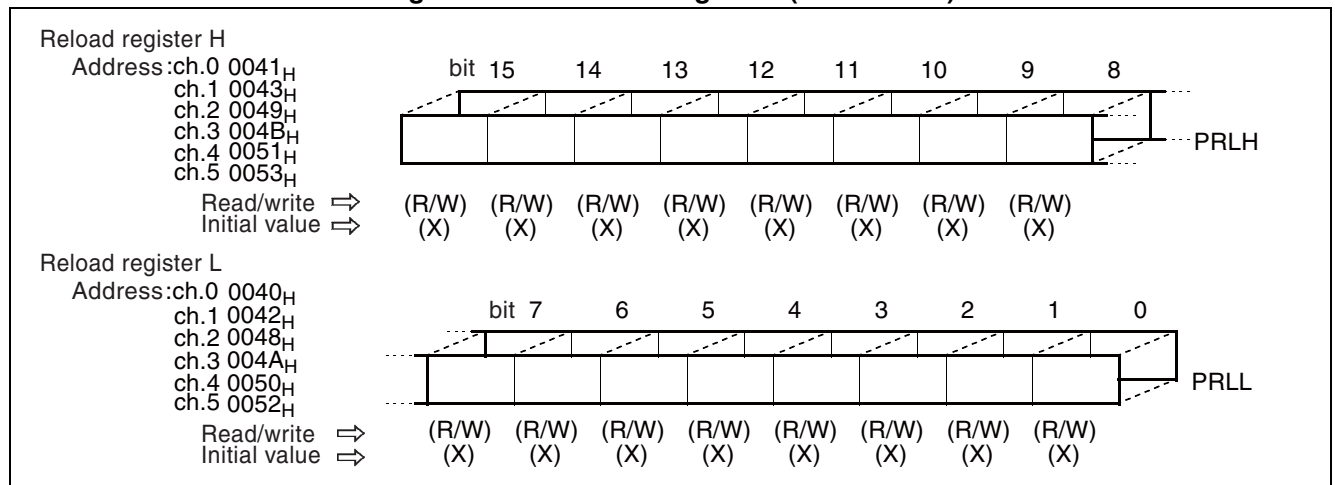 Reload register H
Address:ch.0 0041H
ch.1 0043H
ch.2 0049H
ch.3 004BH
ch.4 0051H
ch.5 0053H
bit 15 14 13 12 11 10 9 8
PRLH
Read/write ⇨ (R/W) (R/W) (R/W) (R/W) (R/W) (R/W) (R/W) (R/W)
Initial value ⇨ (X) (X) (X) (X) (X) (X) (X) (X)
Reload register L
Address:ch.0 0040H
ch.1 0042H
ch.2 0048H
ch.3 004AH
ch.4 0050H
ch.5 0052H
bit 7 6 5 4 3 2 1 0
PRLL
Read/write ⇨ (R/W) (R/W) (R/W) (R/W) (R/W) (R/W) (R/W) (R/W)
Initial value ⇨ (X) (X) (X) (X) (X) (X) (X) (X)